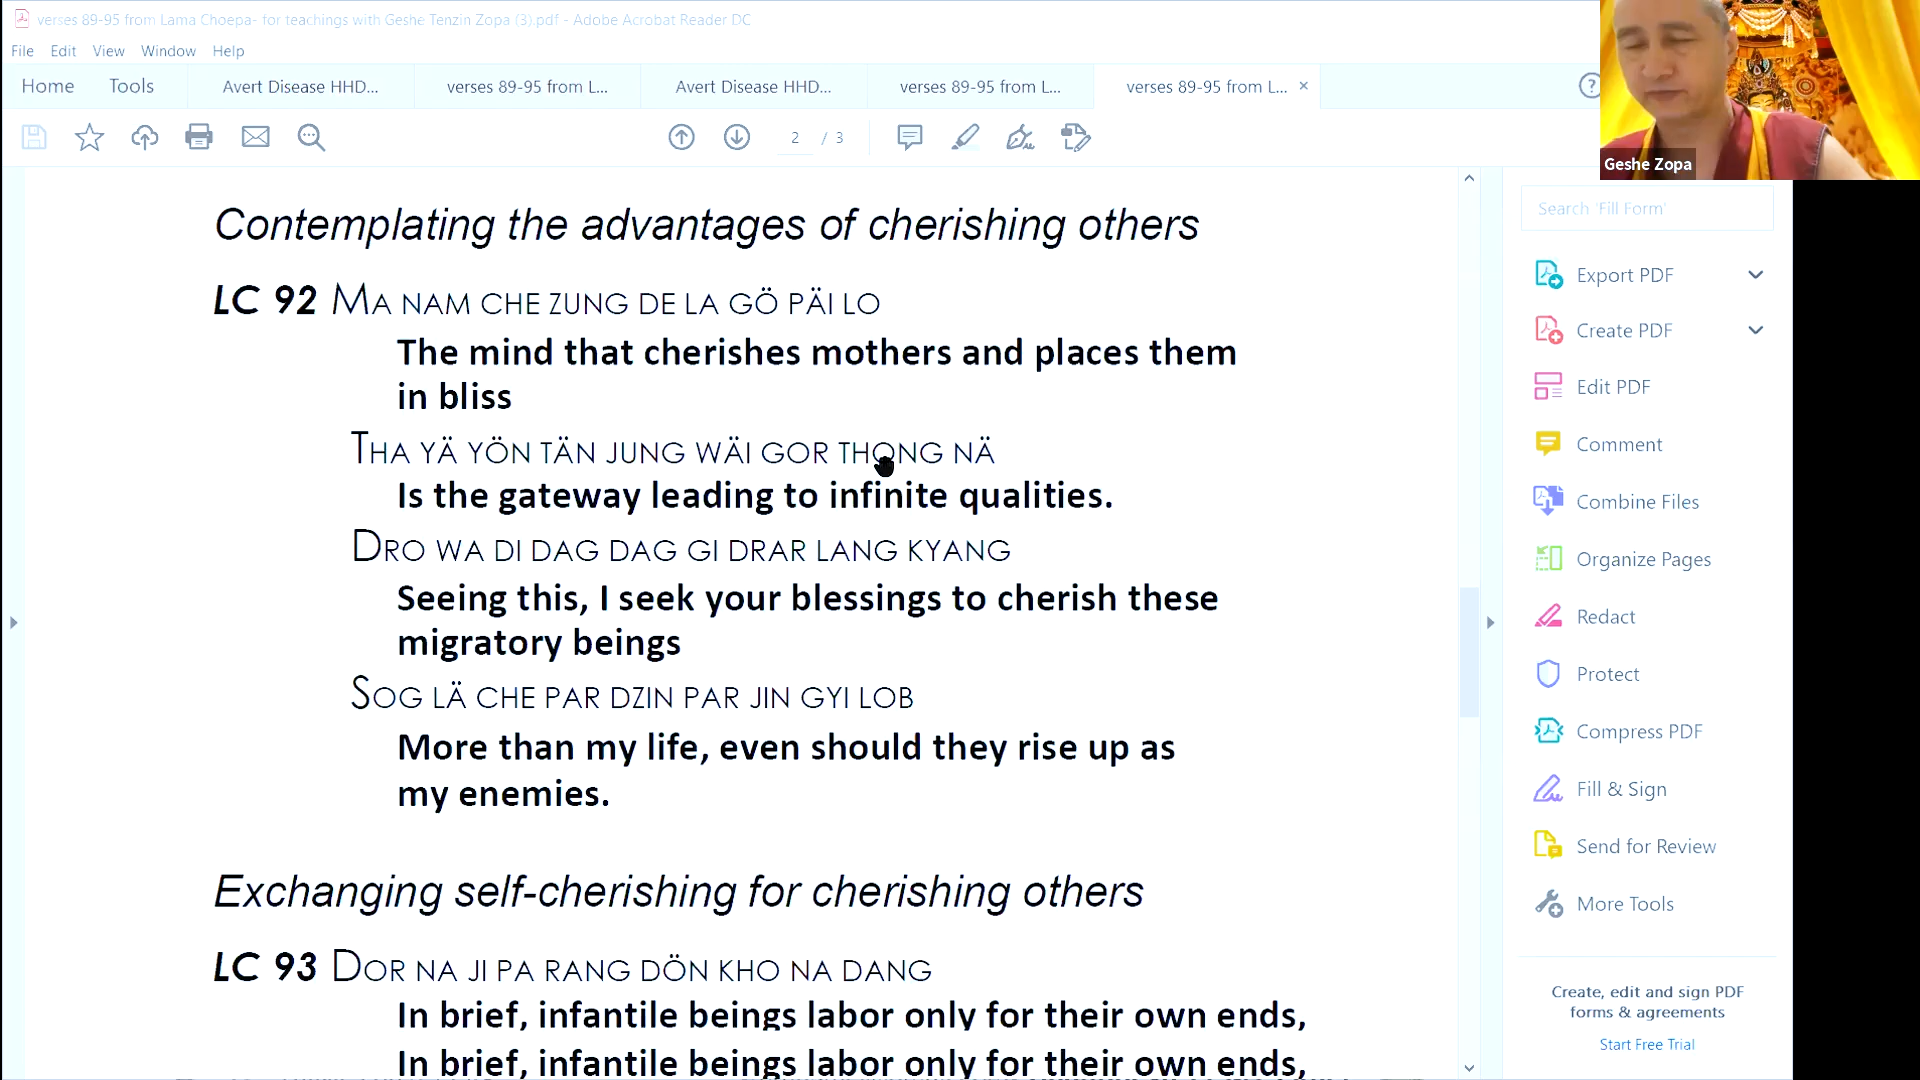 verses 89-95 from Lama Choepa- for teachings with Geshe Tenzin Zopa (3).pdf - Adobe Acrobat Reader DC
File Edit View Window Help
Home Tools Avert Disease HHD... verses 89-95 from L... Avert Disease HHD... verses 89-95 from L... verses 89-95 from L... ×
2 / 3
Geshe Zopa
Search 'Fill Form'
Contemplating the advantages of cherishing others
LC 92 MA NAM CHE ZUNG DE LA GÖ PÄI LO
The mind that cherishes mothers and places them
in bliss
THA YÄ YÖN TÄN JUNG WÄI GOR THONG NÄ
Is the gateway leading to infinite qualities.
DRO WA DI DAG DAG GI DRAR LANG KYANG
Seeing this, I seek your blessings to cherish these
migratory beings
SOG LÄ CHE PAR DZIN PAR JIN GYI LOB
More than my life, even should they rise up as
my enemies.
Exchanging self-cherishing for cherishing others
LC 93 DOR NA JI PA RANG DÖN KHO NA DANG
In brief, infantile beings labor only for their own ends,
In brief, infantile beings labor only for their own ends,
Export PDF
Create PDF
Edit PDF
Comment
Combine Files
Organize Pages
Redact
Protect
Compress PDF
Fill & Sign
Send for Review
More Tools
Create, edit and sign PDF
forms & agreements
Start Free Trial